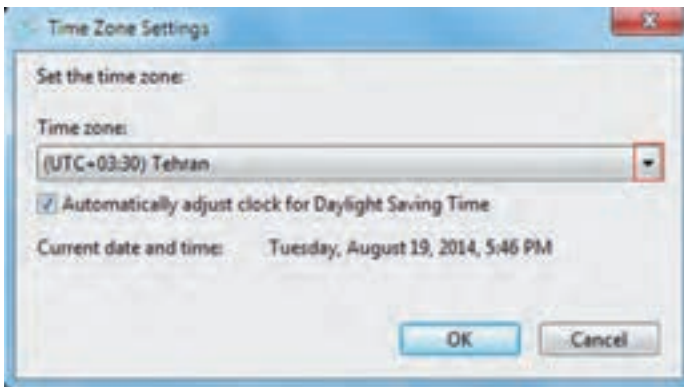 Time Zone Settings
Set the time zone:
Time zone:
(UTC+03:30) Tehran
Automatically adjust clock for Daylight Saving Time
Current date and time: Tuesday, August 19, 2014, 5:46 PM
OK Cancel